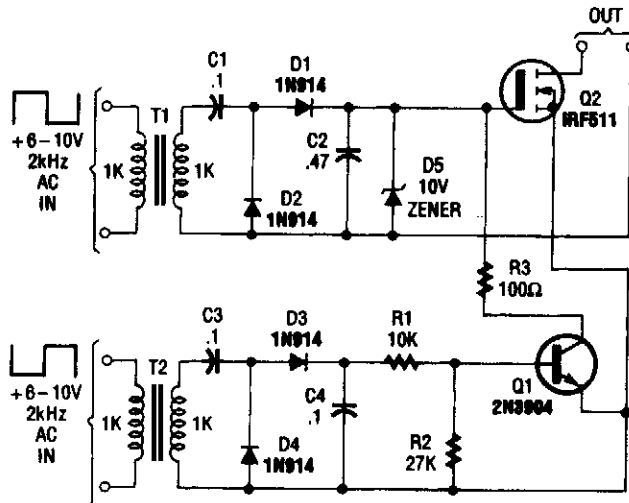 OUT
C1
.1
D1
1N914
T1
+6–10V
2kHz
AC
IN
1K
1K
D2
1N914
C2
.47
D5
10V
ZENER
Q2
IRF511
R3
100Ω
C3
.1
D3
1N914
R1
10K
T2
+6–10V
2kHz
AC
IN
1K
1K
D4
1N914
C4
.1
R2
27K
Q1
2N3904